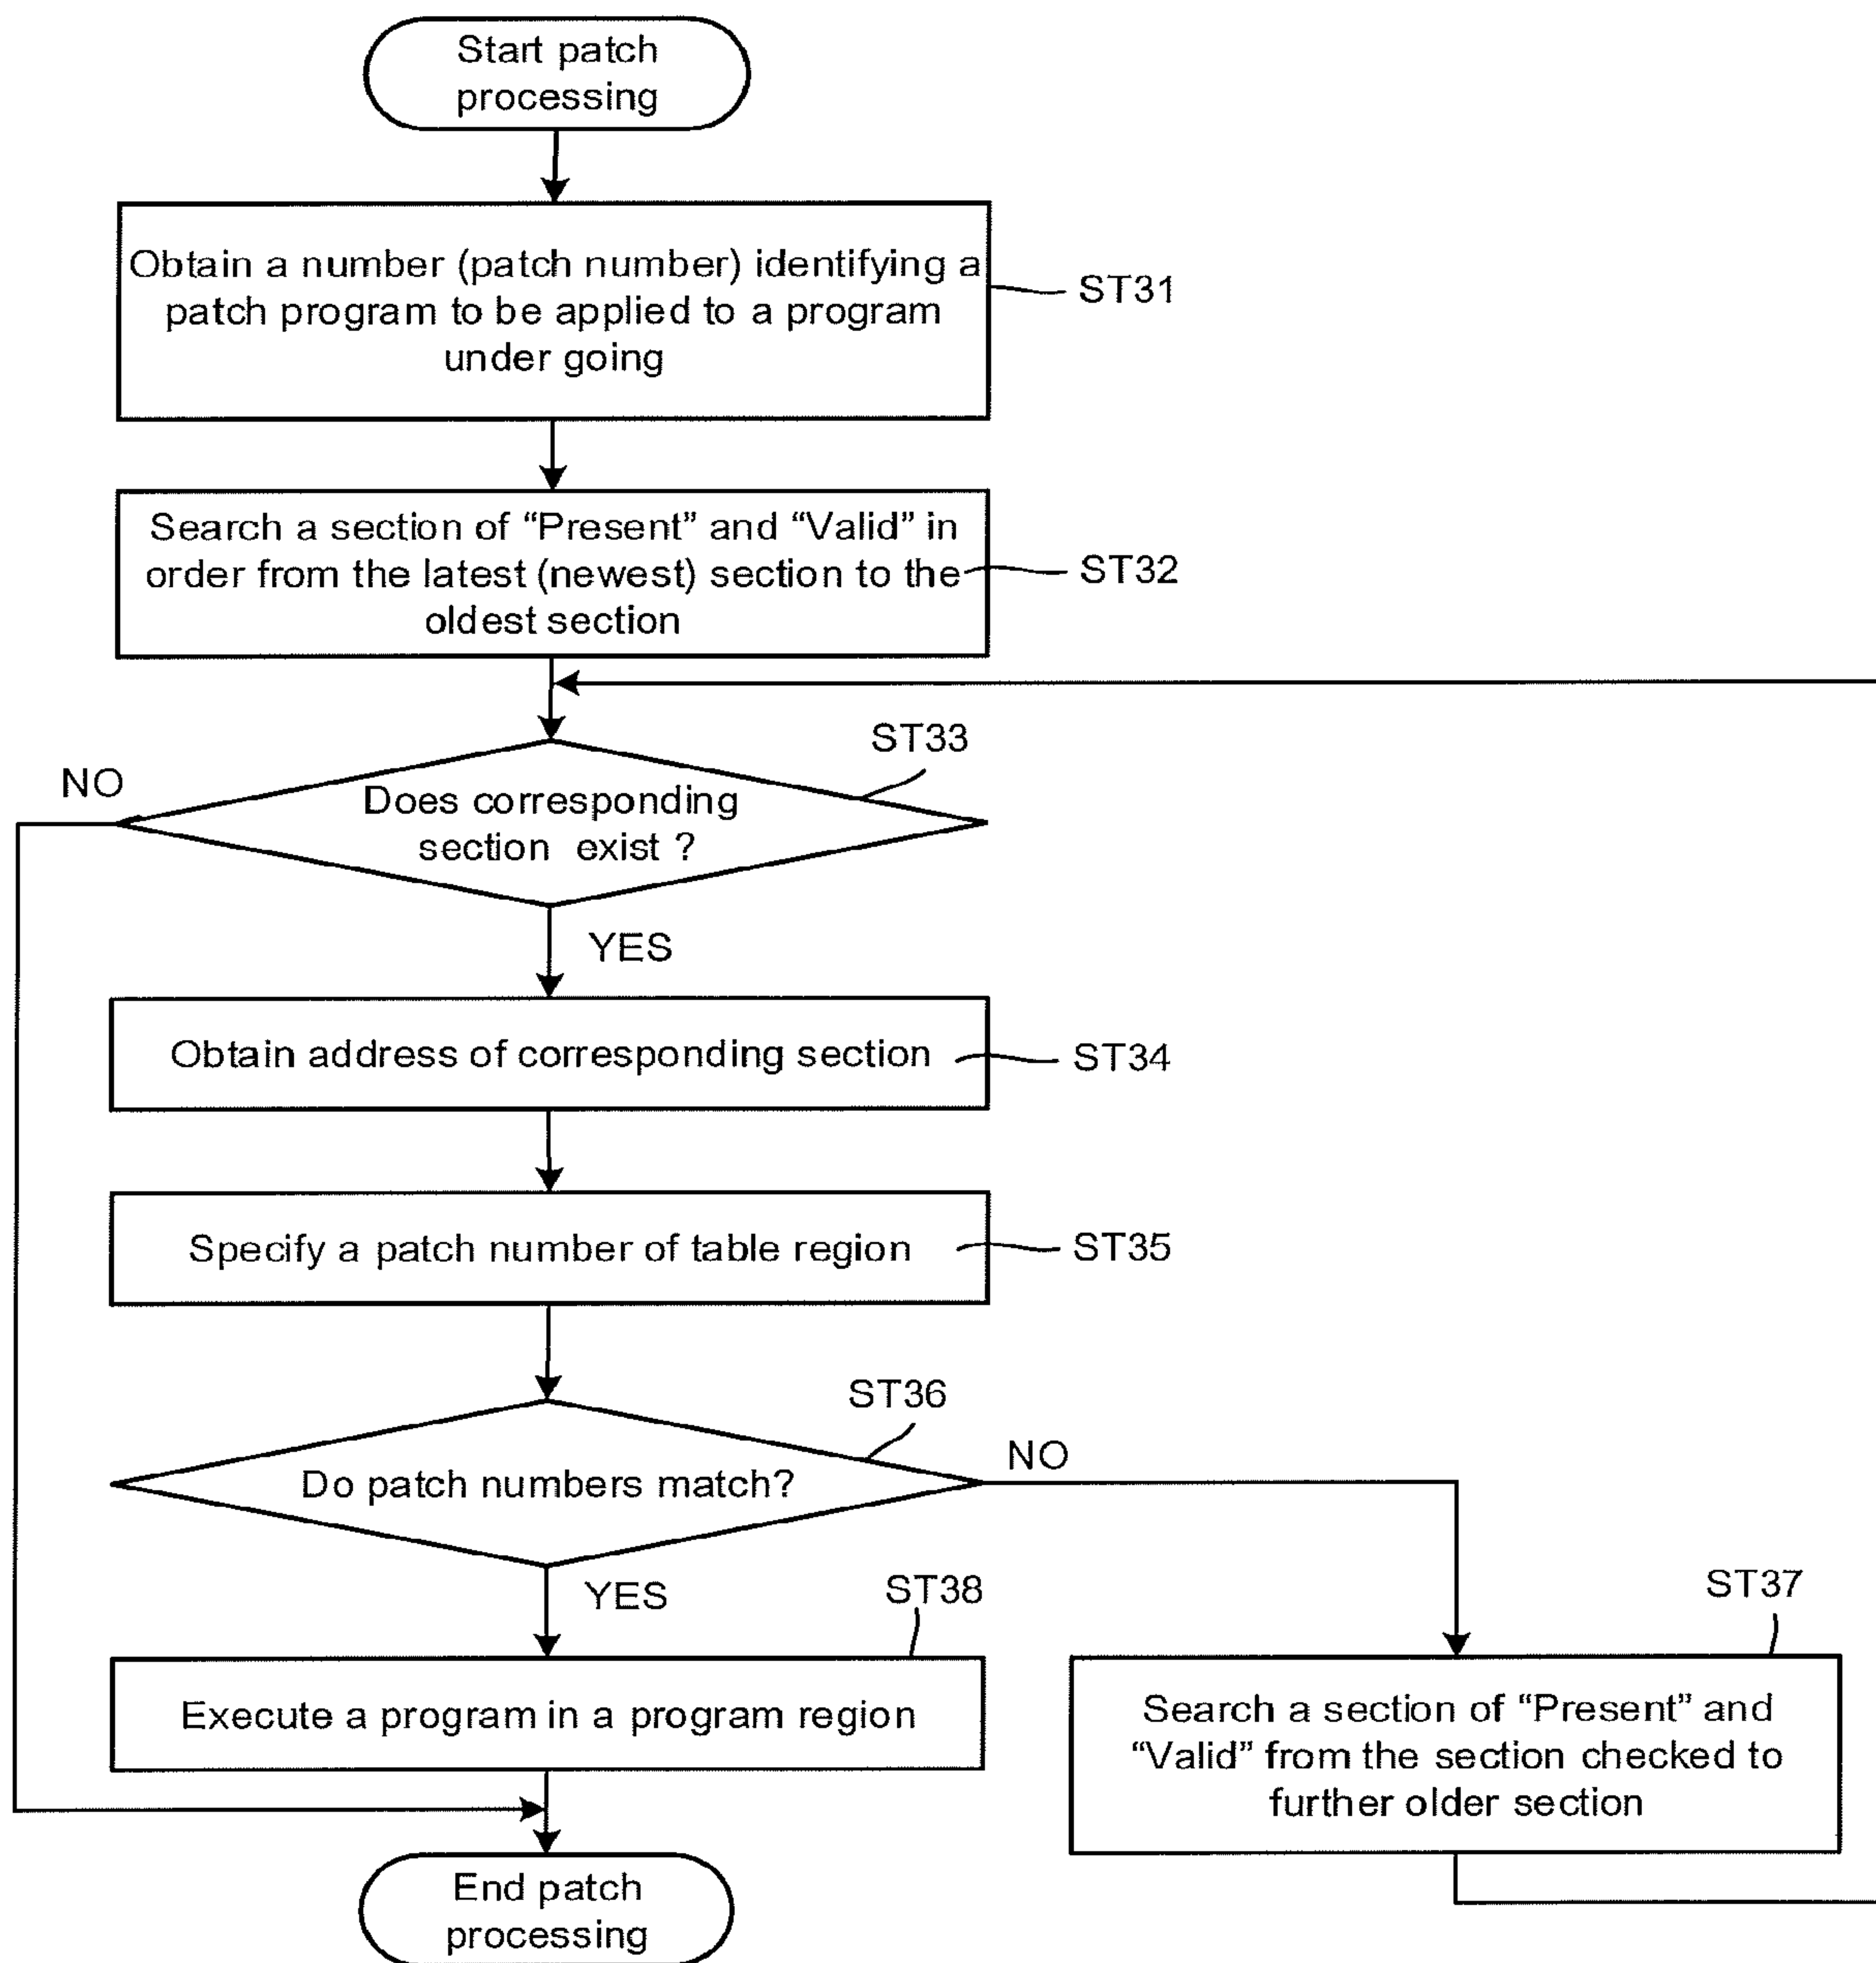 Start patch
processing
Obtain a number (patch number) identifying a
patch program to be applied to a program
under going
ST31
Search a section of “Present” and “Valid” in
order from the latest (newest) section to the
oldest section
ST32
ST33
NO
Does corresponding
section exist ?
YES
Obtain address of corresponding section
ST34
Specify a patch number of table region
ST35
ST36
Do patch numbers match?
NO
YES
ST38
Execute a program in a program region
ST37
Search a section of “Present” and
“Valid” from the section checked to
further older section
End patch
processing